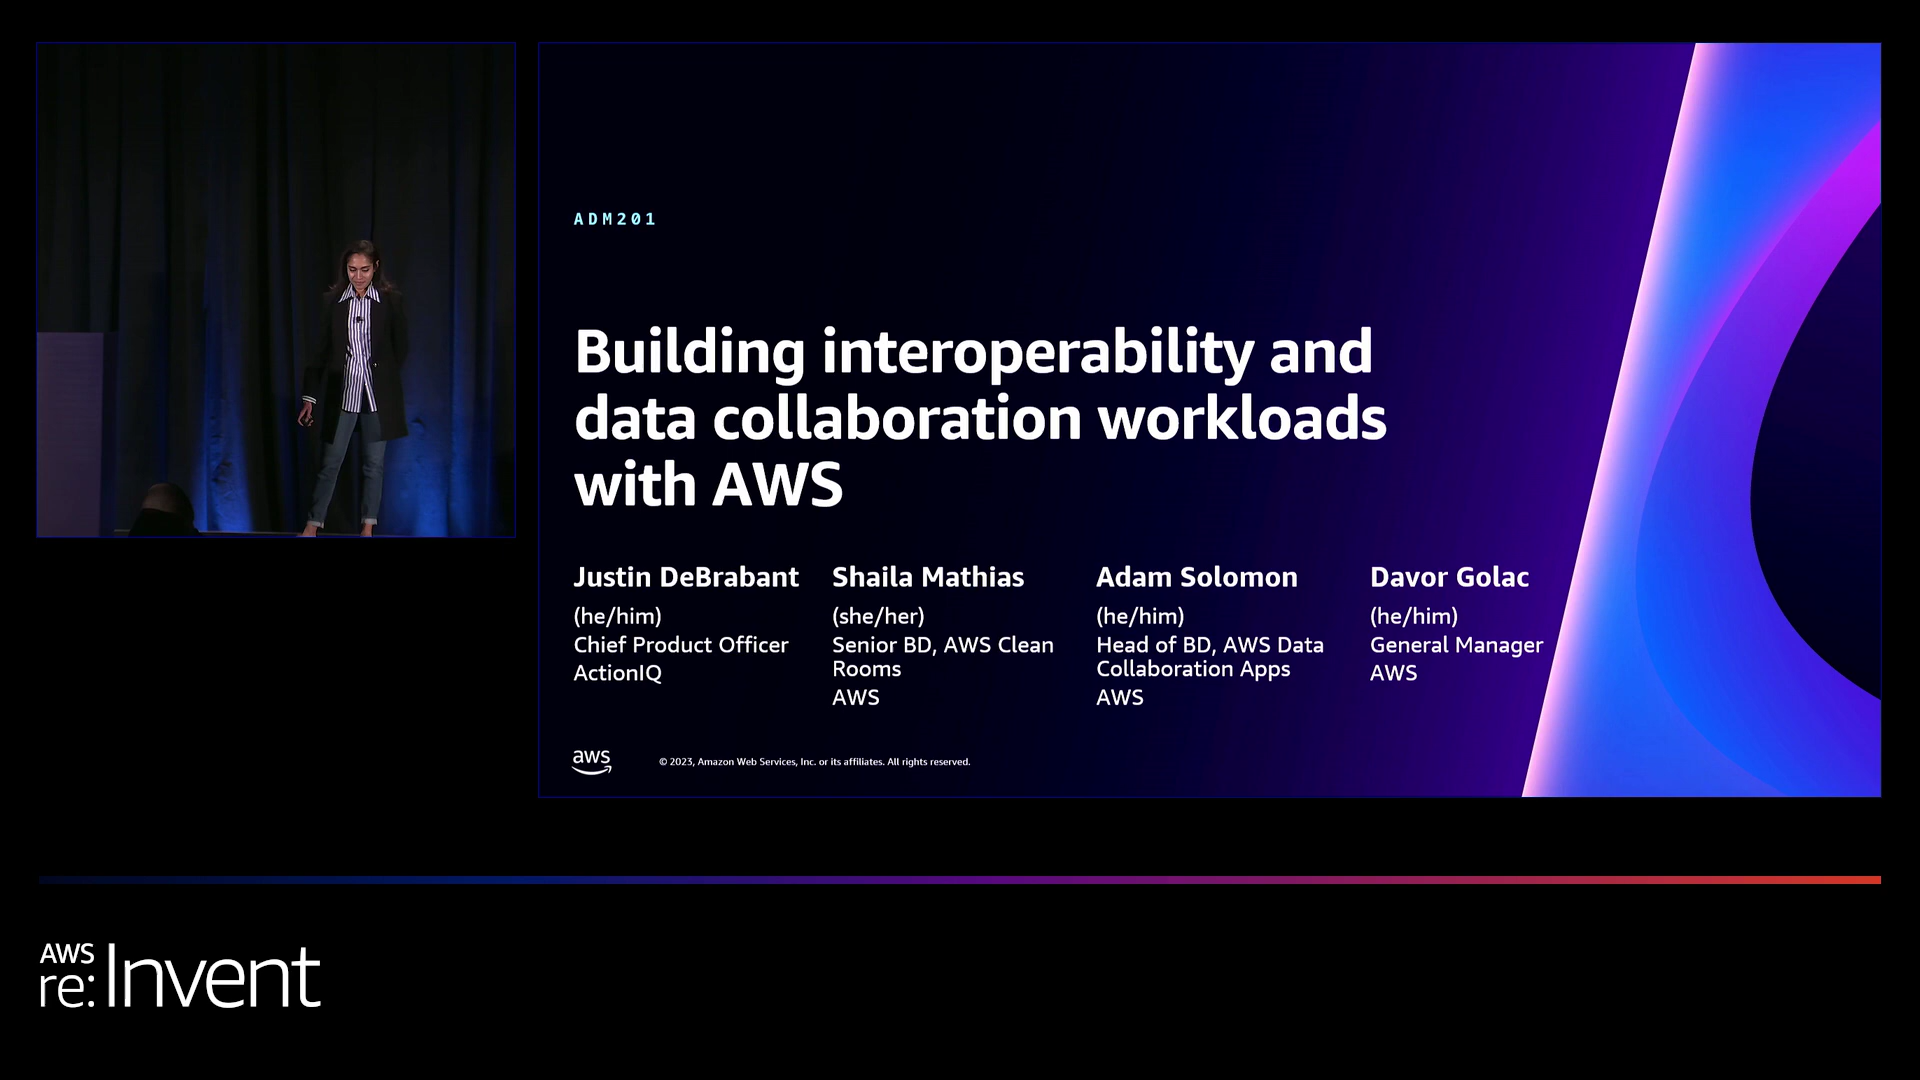 ADM201
Building interoperability and
data collaboration workloads
with AWS
Justin DeBrabant
(he/him)
Chief Product Officer
ActionIQ
Shaila Mathias
(she/her)
Senior BD, AWS Clean
Rooms
AWS
Adam Solomon
(he/him)
Head of BD, AWS Data
Collaboration Apps
AWS
Davor Golac
(he/him)
General Manager
AWS
aws
© 2023, Amazon Web Services, Inc. or its affiliates. All rights reserved.
AWS
re:Invent